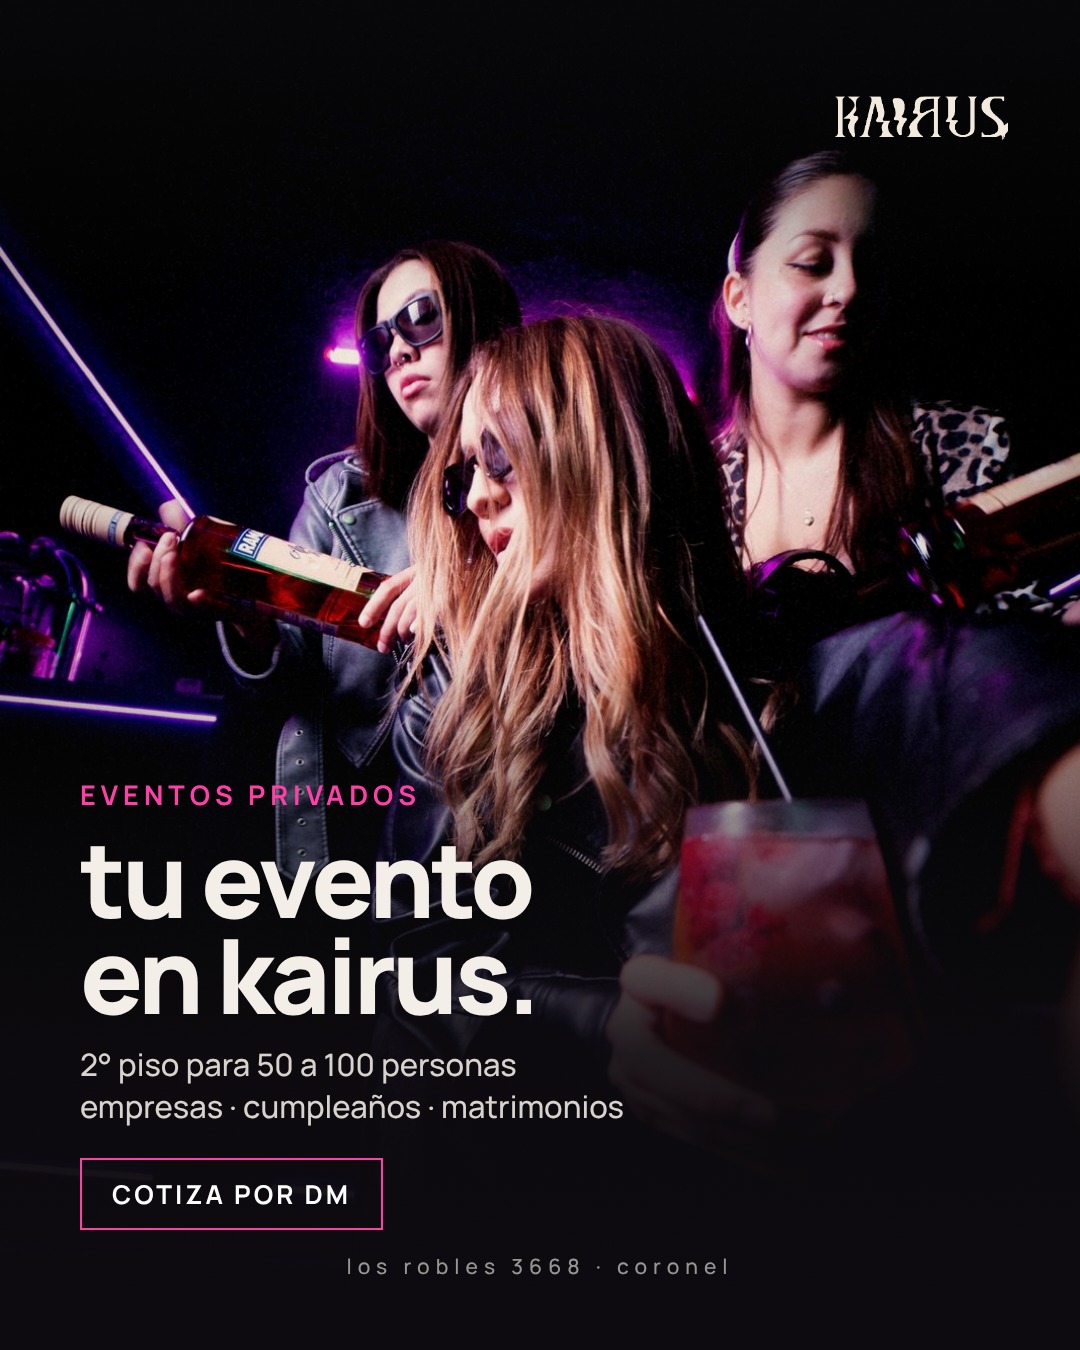 KAIRUS
RAM
EVENTOS PRIVADOS
tu evento
en kairus.
2° piso para 50 a 100 personas
empresas · cumpleaños · matrimonios
COTIZA POR DM
los robles 3668 · coronel